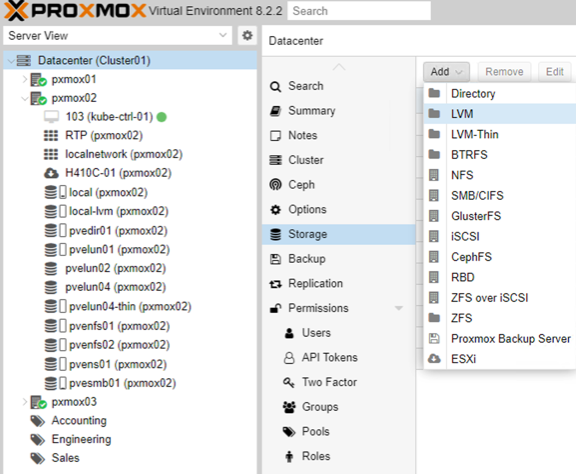 PROXMOX Virtual Environment 8.2.2 Search
Server View
Datacenter (Cluster01)
pxmox01
pxmox02
103 (kube-ctrl-01)
RTP (pxmox02)
localnetwork (pxmox02)
H410C-01 (pxmox02)
local (pxmox02)
local-lvm (pxmox02)
pvedir01 (pxmox02)
pvelun01 (pxmox02)
pvelun02 (pxmox02)
pvelun04 (pxmox02)
pvelun04-thin (pxmox02)
pvenfs01 (pxmox02)
pvenfs02 (pxmox02)
pvens01 (pxmox02)
pvesmb01 (pxmox02)
pxmox03
Accounting
Engineering
Sales
Datacenter
Search
Summary
Notes
Cluster
Ceph
Options
Storage
Backup
Replication
Permissions
Users
API Tokens
Two Factor
Groups
Pools
Roles
Add Remove Edit
Directory
LVM
LVM-Thin
BTRFS
NFS
SMB/CIFS
GlusterFS
iSCSI
CephFS
RBD
ZFS over iSCSI
ZFS
Proxmox Backup Server
ESXi